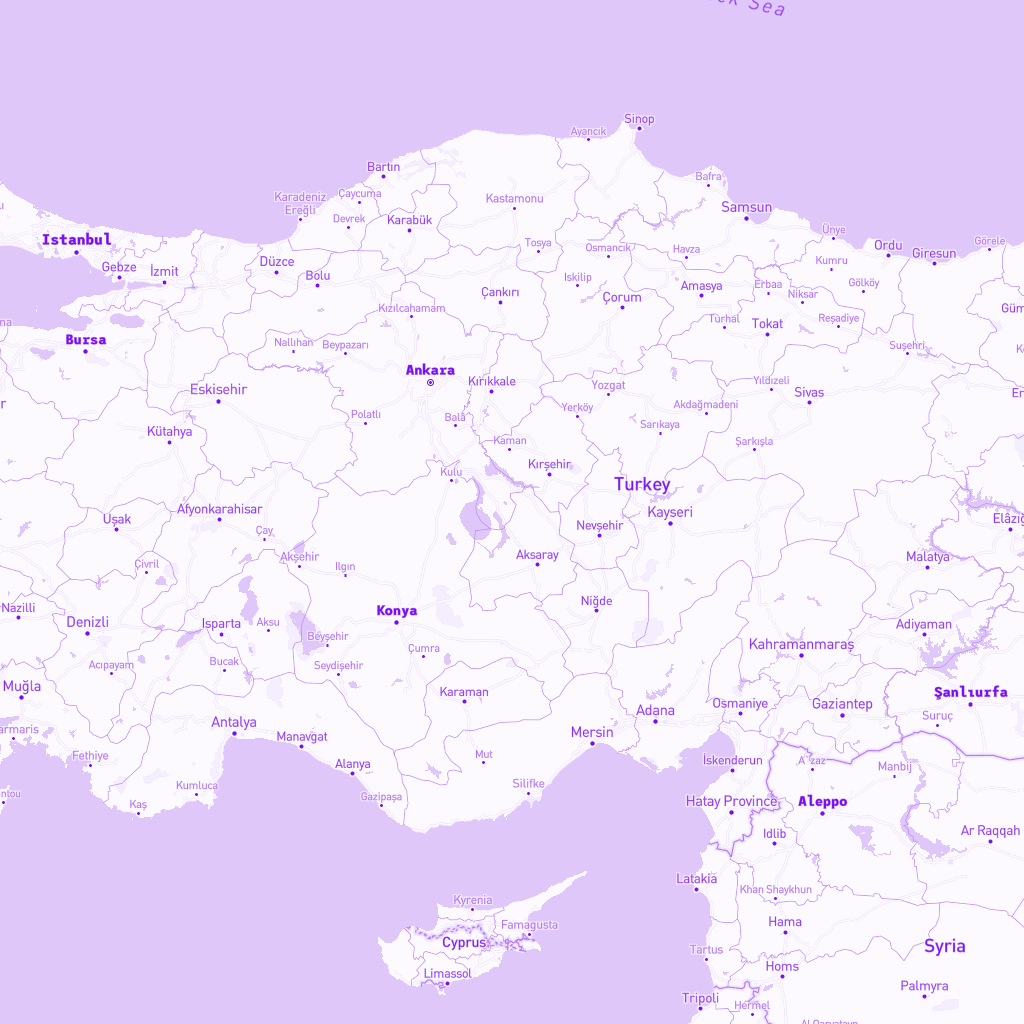 Sea
Sinop
Ayancık
Bartın
Bafra
Karadeniz
Ereğli
Çaycuma
Kastamonu
Samsun
Devrek
Karabük
Istanbul
Tosya
Osmancık
Havza
Ünye
Ordu
Görele
Giresun
Gebze
İzmit
Düzce
Bolu
Iskilip
Kumru
Çankırı
Çorum
Amasya
Erbaa
Niksar
Gölköy
Kızılcahamam
Turhal
Tokat
Reşadiye
Bursa
Nallıhan
Beypazarı
Suşehri
Ankara
Kırıkkale
Eskisehir
Yozgat
Yıldızeli
Sivas
Polatlı
Balâ
Yerköy
Akdağmadeni
Kütahya
Kaman
Sarıkaya
Şarkışla
Kulu
Kırşehir
Turkey
Uşak
Afyonkarahisar
Kayseri
Nevşehir
Çay
Akşehir
Ilgın
Aksaray
Malatya
Çivril
Nazilli
Denizli
Isparta
Aksu
Konya
Niğde
Adiyaman
Beyşehir
Çumra
Kahramanmaraş
Acıpayam
Bucak
Seydişehir
Muğla
Karaman
Şanlıurfa
Antalya
Manavgat
Mersin
Adana
Osmaniye
Gaziantep
Suruç
Fethiye
Alanya
Mut
İskenderun
A'zaz
Manbij
Kaş
Kumluca
Gazipaşa
Silifke
Hatay Province
Aleppo
Idlib
Ar Raqqah
Latakia
Khan Shaykhun
Kyrenia
Famagusta
Hama
Cyprus
Syria
Tartus
Limassol
Homs
Palmyra
Tripoli
Hermel